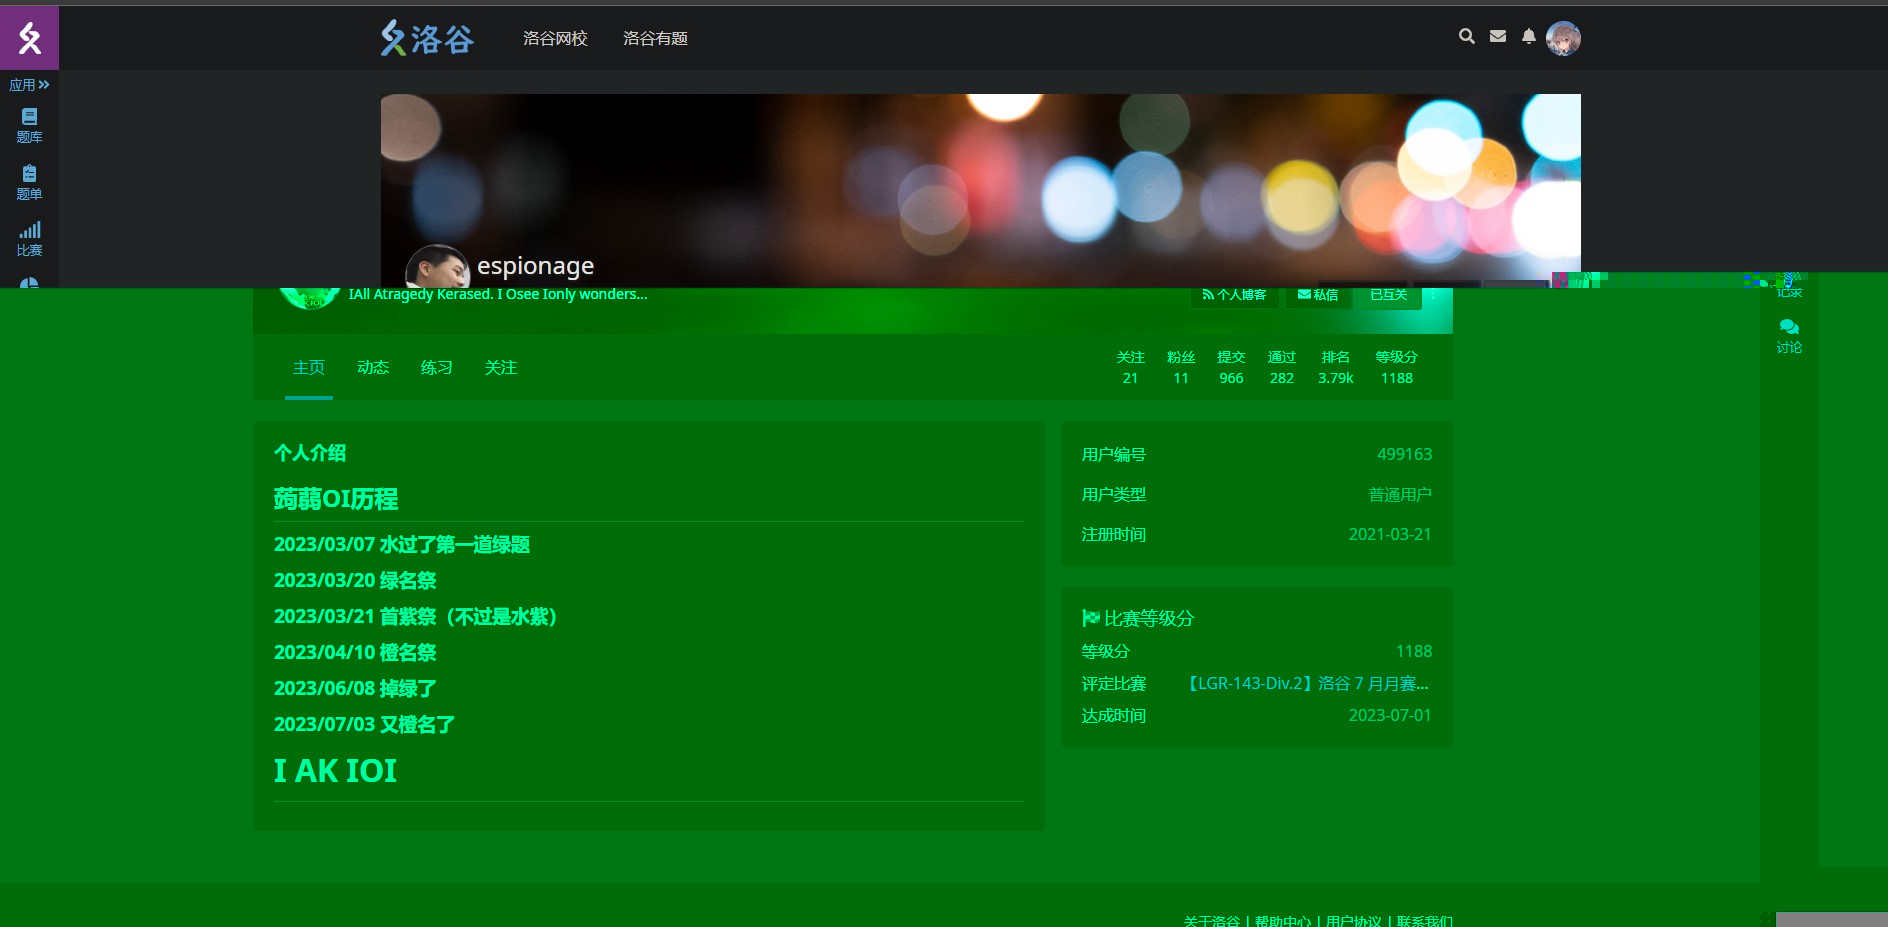 洛谷
洛谷网校
洛谷有题
应用
题库
题单
比赛
espionage
IAll Atragedy Kerased. I Osee Ionly wonders...
个人博客
私信
已互关
记录
讨论
主页
动态
练习
关注
关注 粉丝 提交 通过 排名 等级分
21 11 966 282 3.79k 1188
个人介绍
蒟蒻OI历程
2023/03/07 水过了第一道绿题
2023/03/20 绿名祭
2023/03/21 首紫祭（不过是水紫）
2023/04/10 橙名祭
2023/06/08 掉绿了
2023/07/03 又橙名了
I AK IOI
用户编号 499163
用户类型 普通用户
注册时间 2021-03-21
比赛等级分
等级分 1188
评定比赛 【LGR-143-Div.2】洛谷 7 月月赛...
达成时间 2023-07-01
关于洛谷 | 帮助中心 | 用户协议 | 联系我们